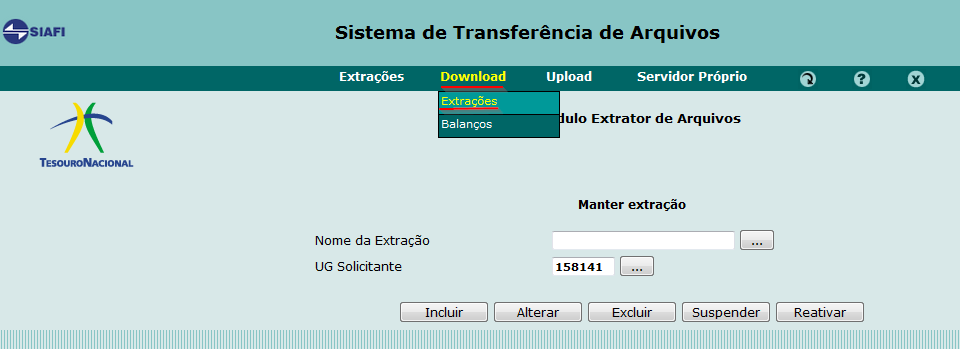 SIAFI
Sistema de Transferência de Arquivos
Extrações Download Upload Servidor Próprio ?  X
Extrações
Balanços
dulo Extrator de Arquivos
TESOURONACIONAL
Manter extração
Nome da Extração ...
UG Solicitante 158141 ...
Incluir Alterar Excluir Suspender Reativar